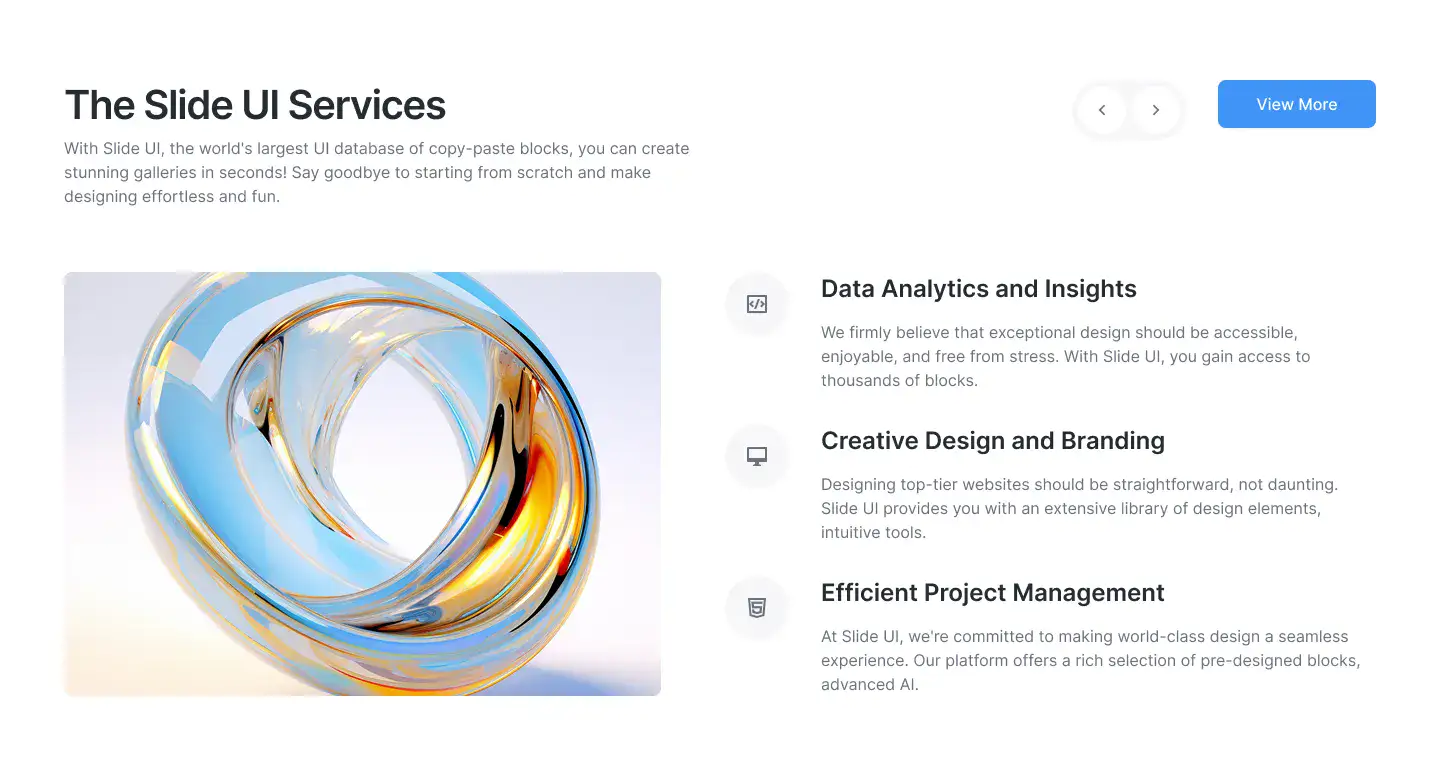 The Slide UI Services
With Slide UI, the world's largest UI database of copy-paste blocks, you can create
stunning galleries in seconds! Say goodbye to starting from scratch and make
designing effortless and fun.
View More
Data Analytics and Insights
We firmly believe that exceptional design should be accessible,
enjoyable, and free from stress. With Slide UI, you gain access to
thousands of blocks.
Creative Design and Branding
Designing top-tier websites should be straightforward, not daunting.
Slide UI provides you with an extensive library of design elements,
intuitive tools.
Efficient Project Management
At Slide UI, we're committed to making world-class design a seamless
experience. Our platform offers a rich selection of pre-designed blocks,
advanced AI.